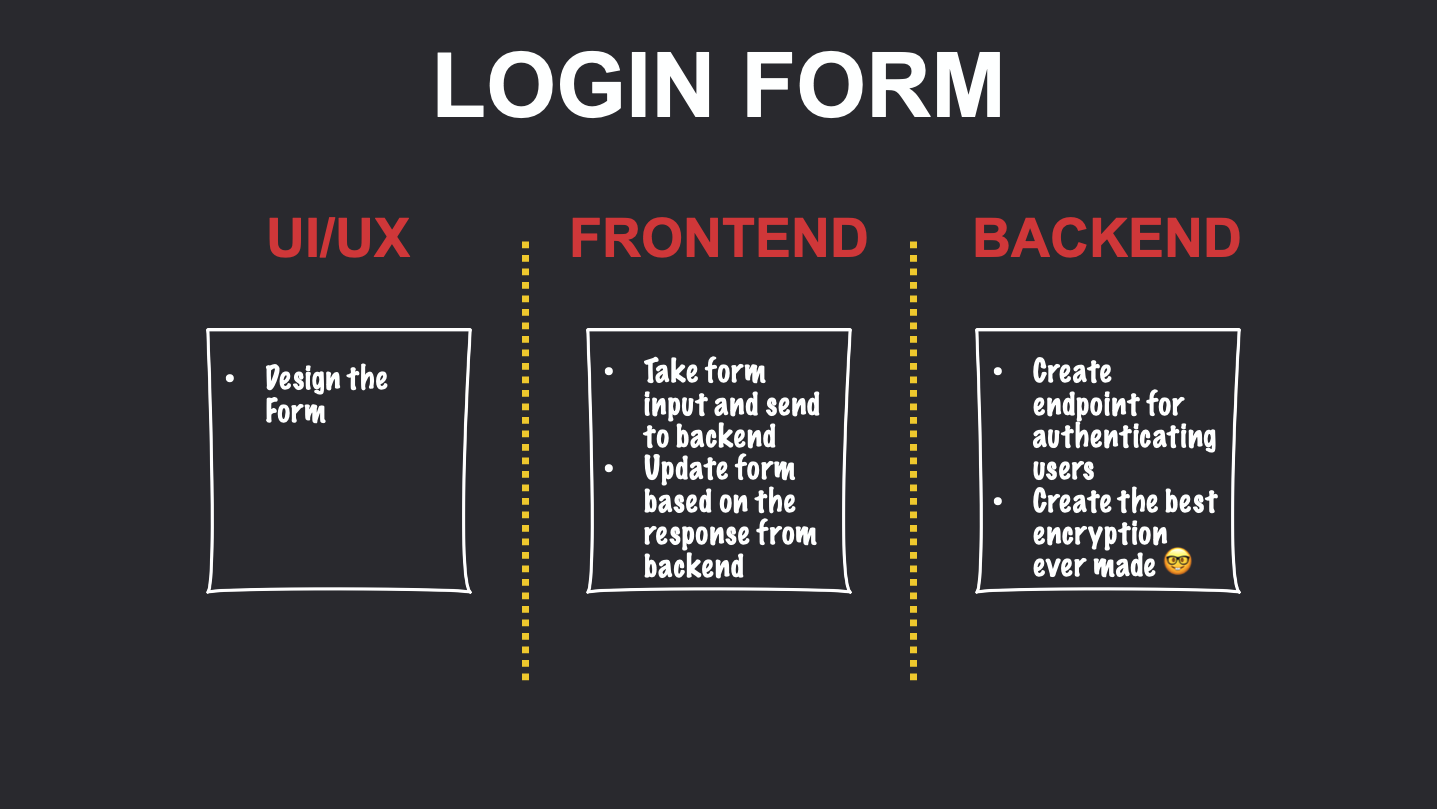 LOGIN FORM
UI/UX
FRONTEND
BACKEND
• Design the
Form
• Take form
input and send
to backend
• Update form
based on the
response from
backend
• Create
endpoint for
authenticating
users
• Create the best
encryption
ever made 🤓